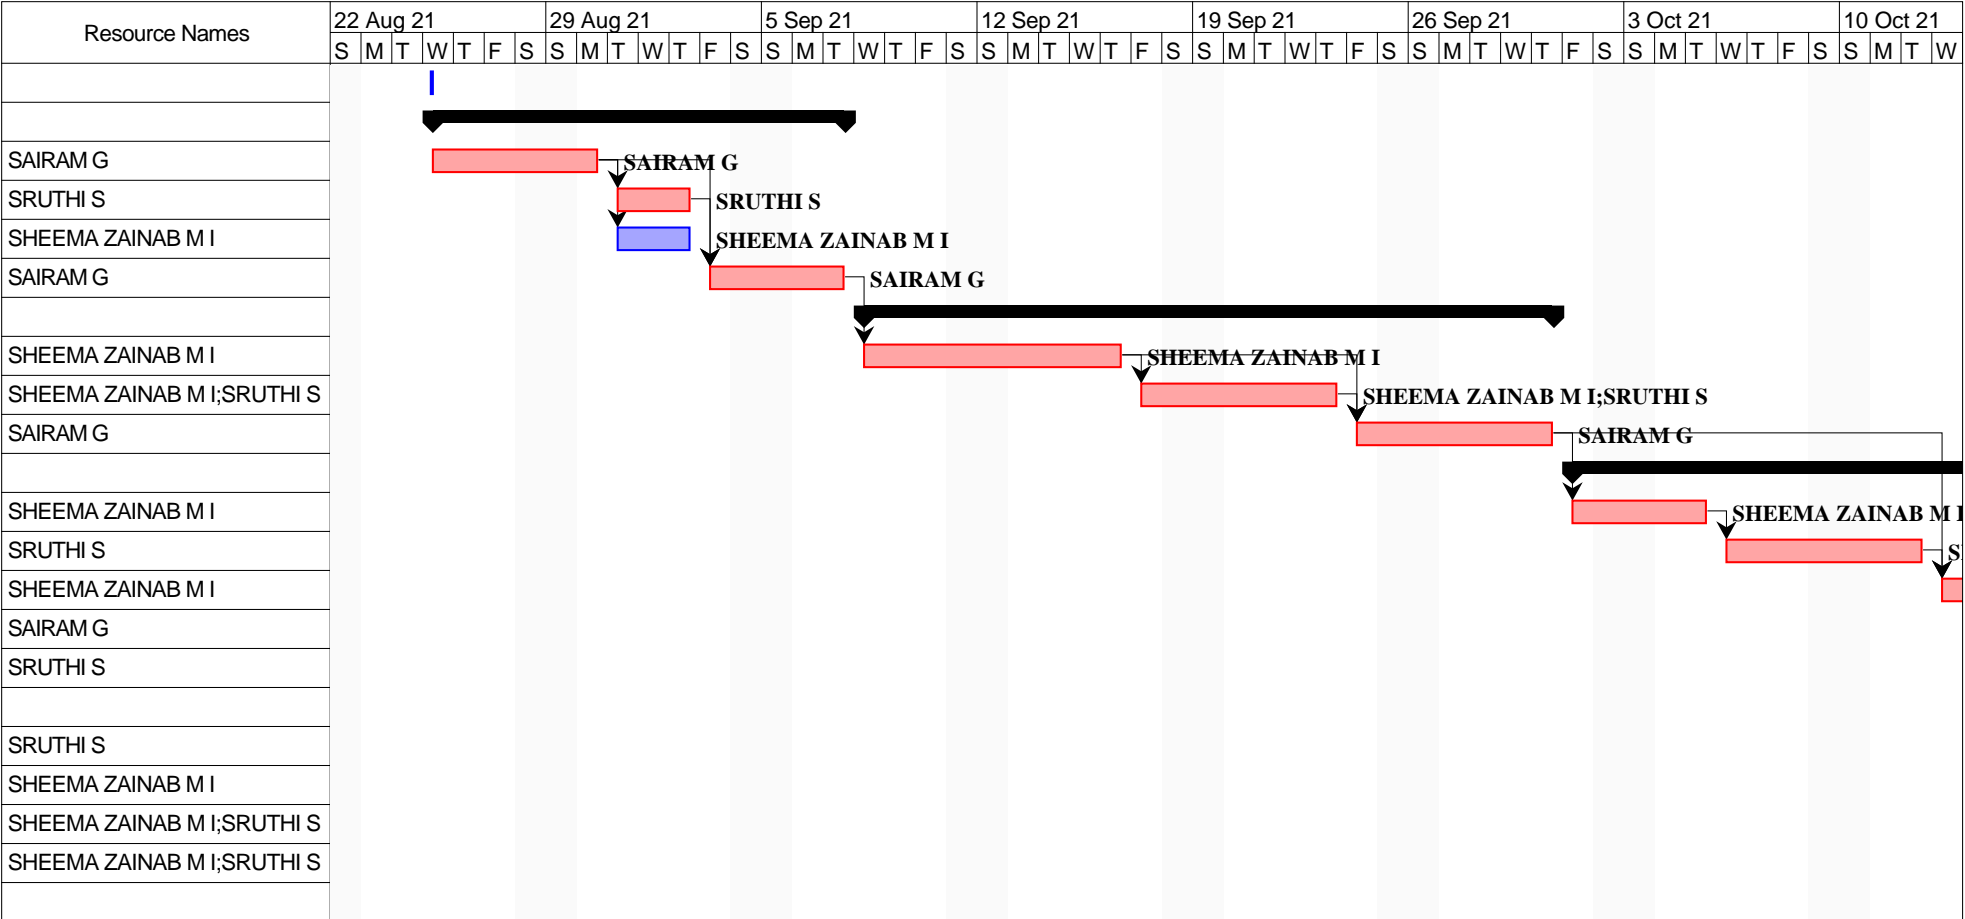 Resource Names
22 Aug 21 29 Aug 21 5 Sep 21 12 Sep 21 19 Sep 21 26 Sep 21 3 Oct 21 10 Oct 21
S M T W T F S S M T W T F S S M T W T F S S M T W T F S S M T W T F S S M T W T F S S M T W T F S S M T W
SAIRAM G SAIRAM G
SRUTHI S SRUTHI S
SHEEMA ZAINAB M I SHEEMA ZAINAB M I
SAIRAM G SAIRAM G
SHEEMA ZAINAB M I SHEEMA ZAINAB M I
SHEEMA ZAINAB M I;SRUTHI S SHEEMA ZAINAB M I;SRUTHI S
SAIRAM G SAIRAM G
SHEEMA ZAINAB M I SHEEMA ZAINAB M I
SRUTHI S
SHEEMA ZAINAB M I
SAIRAM G
SRUTHI S
SRUTHI S
SHEEMA ZAINAB M I
SHEEMA ZAINAB M I;SRUTHI S
SHEEMA ZAINAB M I;SRUTHI S